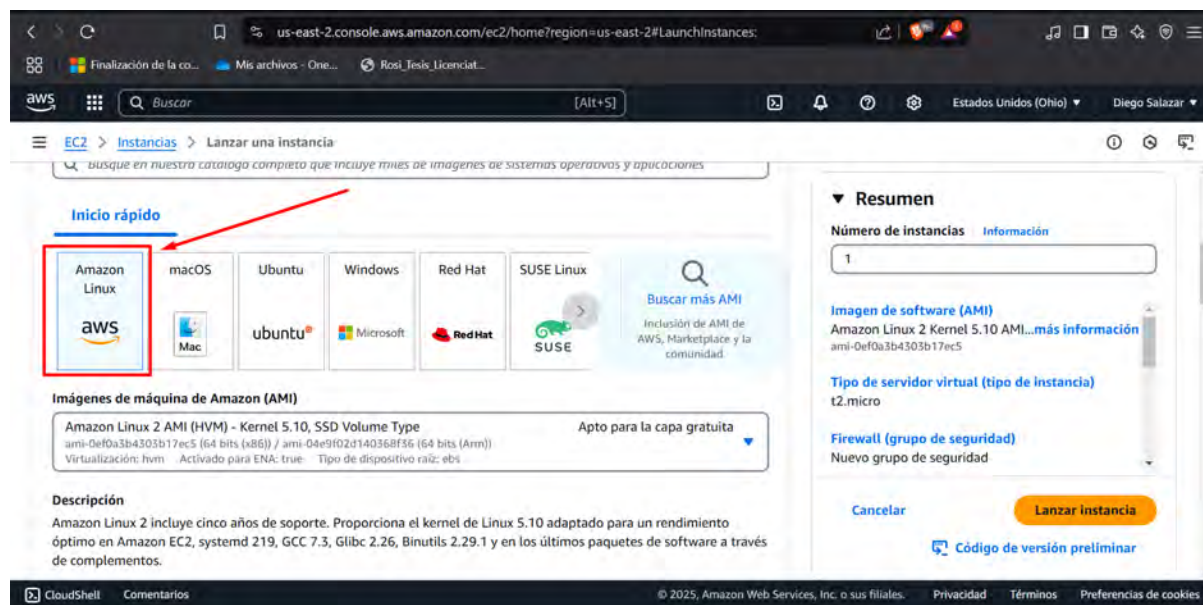 us-east-2.console.aws.amazon.com/ec2/home?region=us-east-2#LaunchInstances:
Finalización de la co...
Mis archivos - One...
Rosi_Tesis_Licenciat...
aws
Buscar
[Alt+S]
Estados Unidos (Ohio)
Diego Salazar
EC2 > Instancias > Lanzar una instancia
Busque en nuestro catálogo completo que incluye miles de imágenes de sistemas operativos y aplicaciones
Inicio rápido
Amazon
Linux
aws
macOS
Mac
Ubuntu
ubuntu®
Windows
Microsoft
Red Hat
Red Hat
SUSE Linux
SUSE
Buscar más AMI
Inclusión de AMI de
AWS, Marketplace y la
comunidad
Imágenes de máquina de Amazon (AMI)
Amazon Linux 2 AMI (HVM) - Kernel 5.10, SSD Volume Type
Apto para la capa gratuita
ami-0ef0a3b4303b17ec5 (64 bits (x86)) / ami-04e9f02d140368f36 (64 bits (Arm))
Virtualización: hvm Activado para ENA: true Tipo de dispositivo raíz: ebs
Descripción
Amazon Linux 2 incluye cinco años de soporte. Proporciona el kernel de Linux 5.10 adaptado para un rendimiento
óptimo en Amazon EC2, systemd 219, GCC 7.3, Glibc 2.26, Binutils 2.29.1 y en los últimos paquetes de software a través
de complementos.
Resumen
Número de instancias Información
1
Imagen de software (AMI)
Amazon Linux 2 Kernel 5.10 AMI...más información
ami-0ef0a3b4303b17ec5
Tipo de servidor virtual (tipo de instancia)
t2.micro
Firewall (grupo de seguridad)
Nuevo grupo de seguridad
Cancelar
Lanzar instancia
Código de versión preliminar
CloudShell Comentarios
© 2025, Amazon Web Services, Inc. o sus filiales. Privacidad Términos Preferencias de cookies